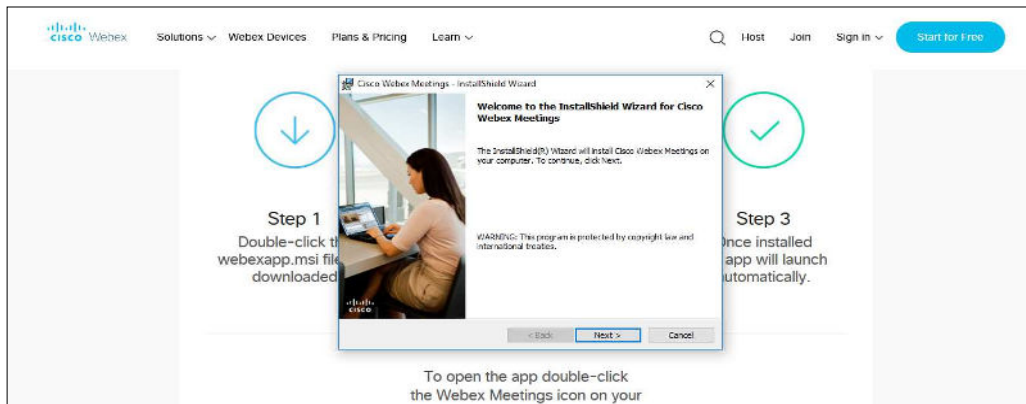 CISCO Webex Solutions Webex Devices Plans & Pricing Learn Host Join Sign in Start for Free
Cisco Webex Meetings - InstallShield Wizard
Welcome to the InstallShield Wizard for Cisco
Webex Meetings
The InstallShield(R) Wizard will install Cisco Webex Meetings on
your computer. To continue, click Next.
WARNING: This program is protected by copyright law and
international treaties.
CISCO
< Back Next > Cancel
Step 1
Double-click
webexapp.msi
downloaded
Step 3
installed
app will launch
To open the app double-click
the Webex Meetings icon on your